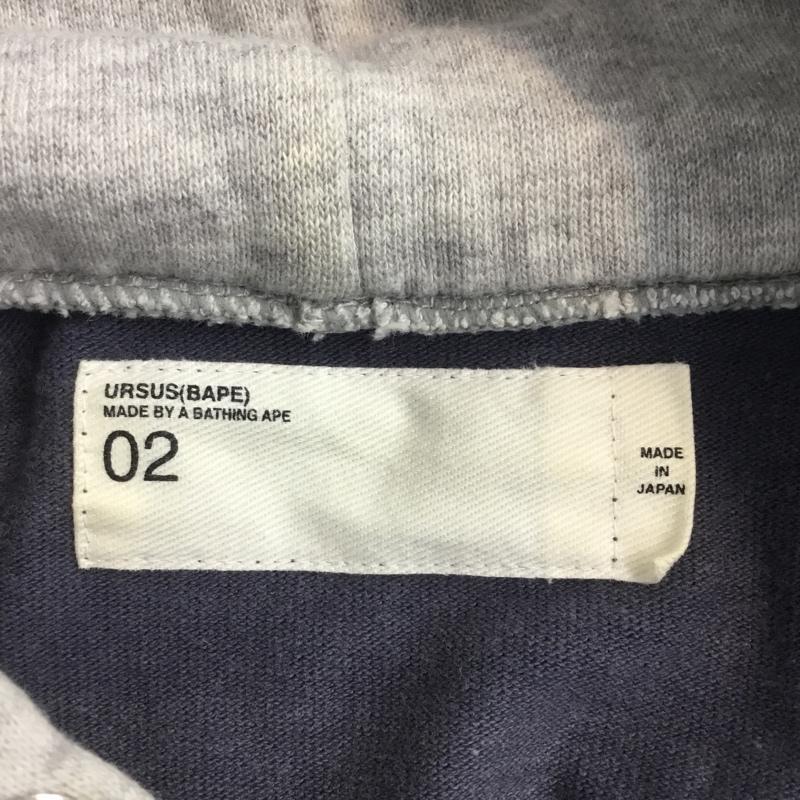 URSUS(BAPE)
MADE BY A BATHING APE
02
MADE
IN
JAPAN